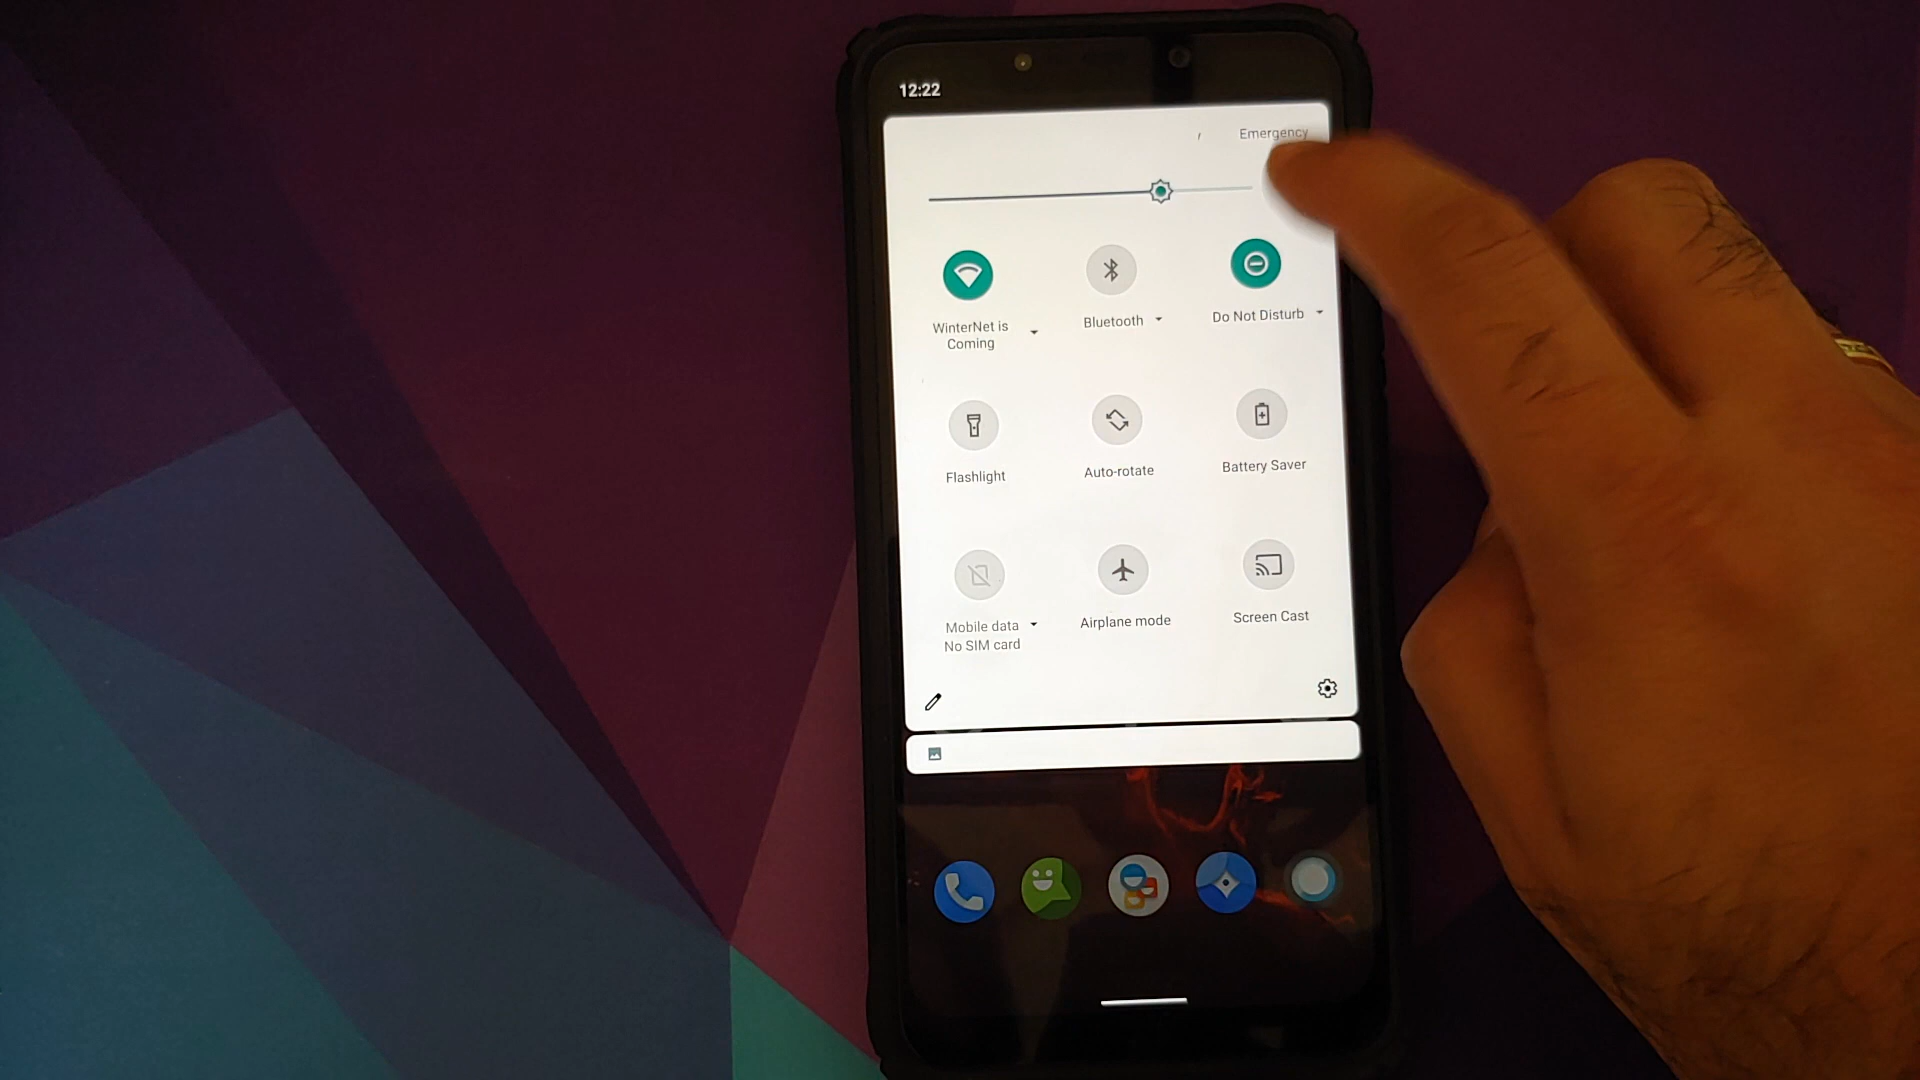 12:22
Emergency
WinterNet is
Coming
Bluetooth
Do Not Disturb
Flashlight
Auto-rotate
Battery Saver
Mobile data
No SIM card
Airplane mode
Screen Cast